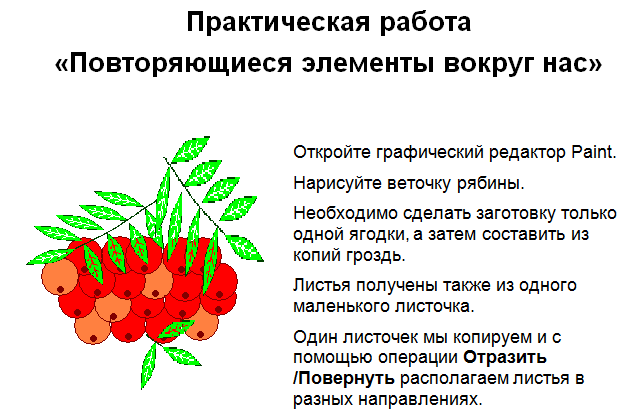 Практическая работа
«Повторяющиеся элементы вокруг нас»
Откройте графический редактор Paint.
Нарисуйте веточку рябины.
Необходимо сделать заготовку только
одной ягодки, а затем составить из
копий гроздь.
Листья получены также из одного
маленького листочка.
Один листочек мы копируем и с
помощью операции Отразить
/Повернуть располагаем листья в
разных направлениях.